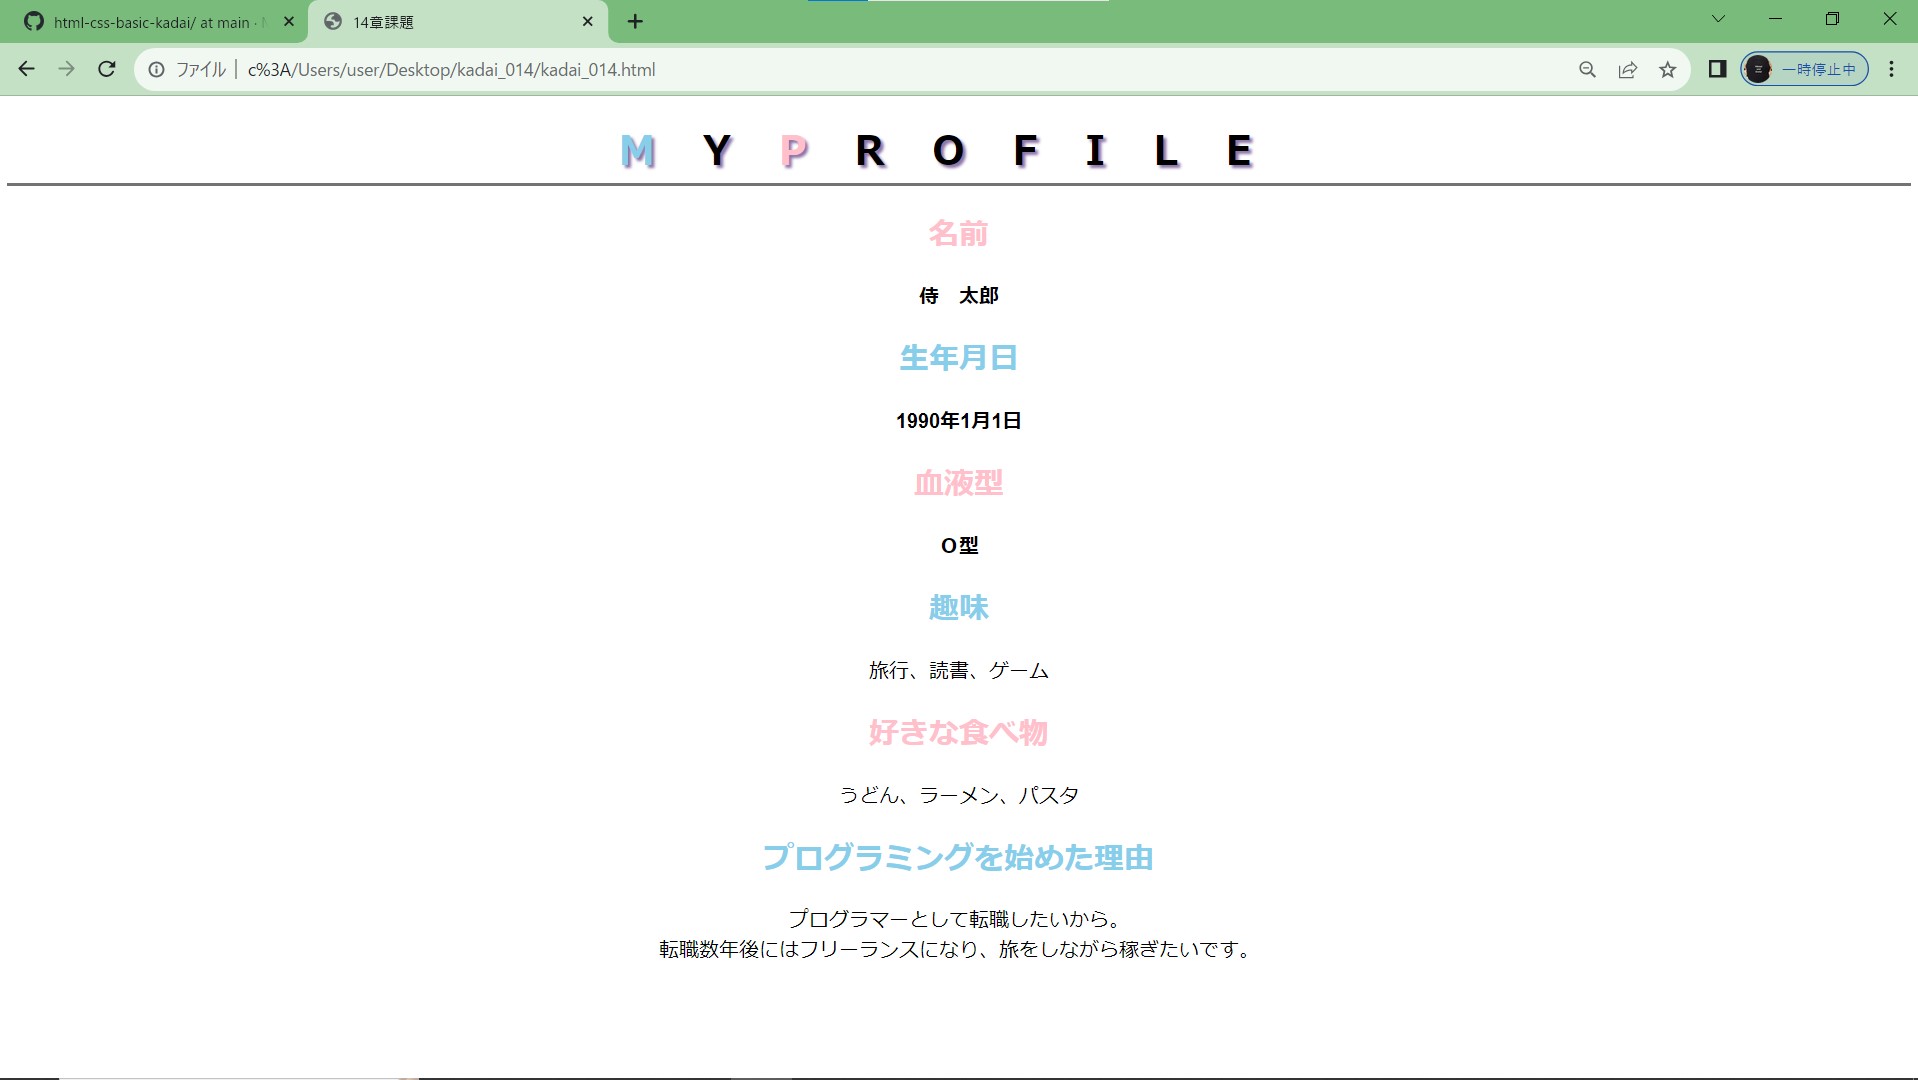 html-css-basic-kadai/ at main ·
14章課題
ファイル | c%3A/Users/user/Desktop/kadai_014/kadai_014.html
一時停止中
MY PROFILE
名前
侍　太郎
生年月日
1990年1月1日
血液型
O型
趣味
旅行、読書、ゲーム
好きな食べ物
うどん、ラーメン、パスタ
プログラミングを始めた理由
プログラマーとして転職したいから。
転職数年後にはフリーランスになり、旅をしながら稼ぎたいです。